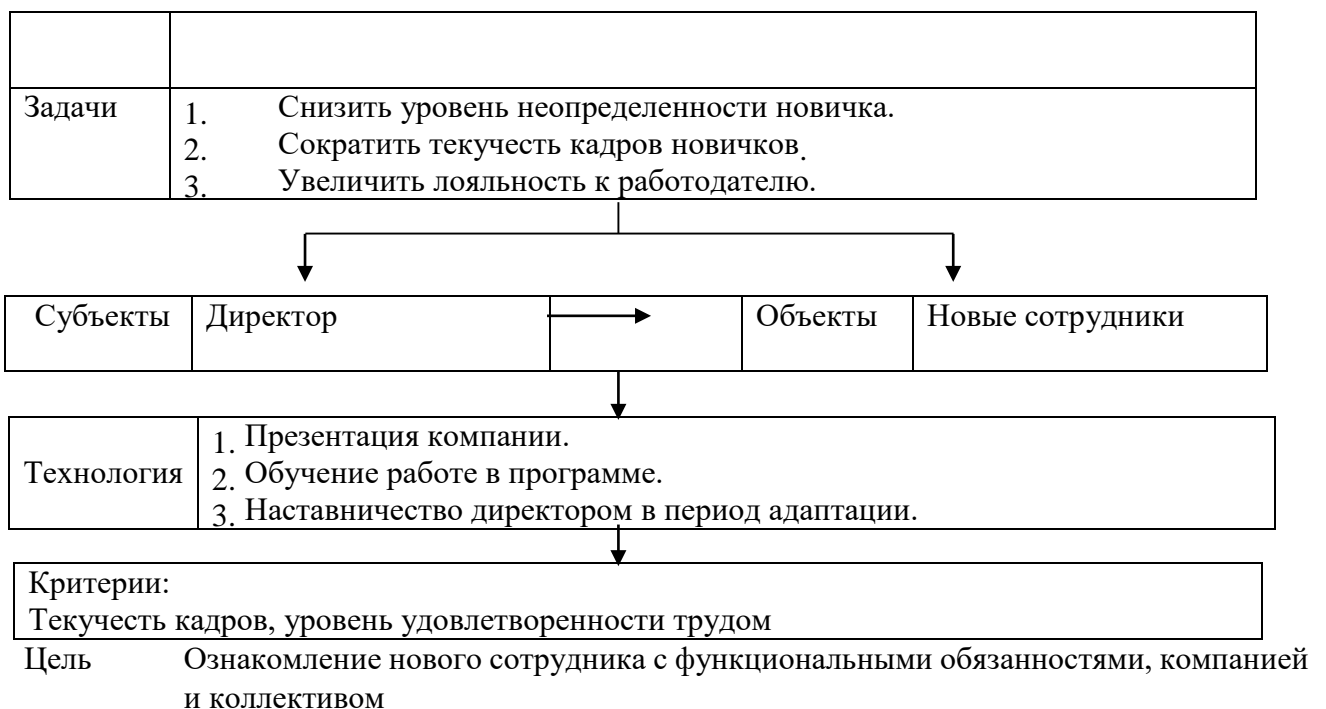 Задачи
1. Снизить уровень неопределенности новичка.
2. Сократить текучесть кадров новичков.
3. Увеличить лояльность к работодателю.
Субъекты Директор Объекты Новые сотрудники
Технология
1. Презентация компании.
2. Обучение работе в программе.
3. Наставничество директором в период адаптации.
Критерии:
Текучесть кадров, уровень удовлетворенности трудом
Цель Ознакомление нового сотрудника с функциональными обязанностями, компанией
и коллективом